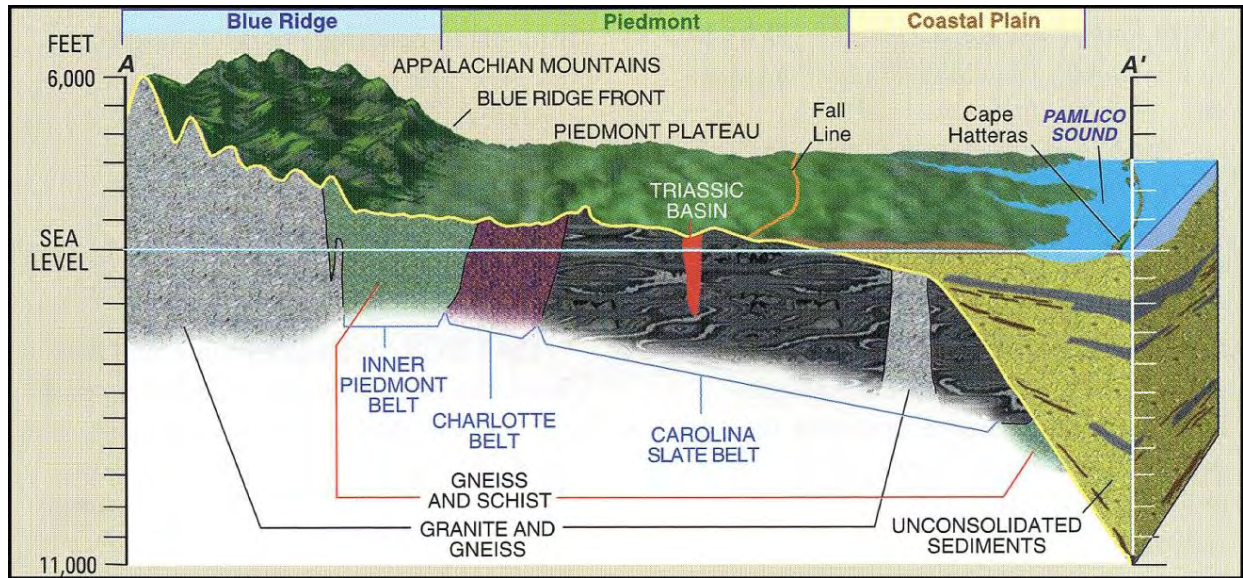 Blue Ridge
Piedmont
Coastal Plain
FEET
A
A'
6,000
APPALACHIAN MOUNTAINS
BLUE RIDGE FRONT
PIEDMONT PLATEAU
Fall
Line
Cape
Hatteras
PAMLICO
SOUND
TRIASSIC
BASIN
SEA
LEVEL
INNER
PIEDMONT
BELT
CHARLOTTE
BELT
CAROLINA
SLATE BELT
GNEISS
AND SCHIST
GRANITE AND
GNEISS
UNCONSOLIDATED
SEDIMENTS
11,000